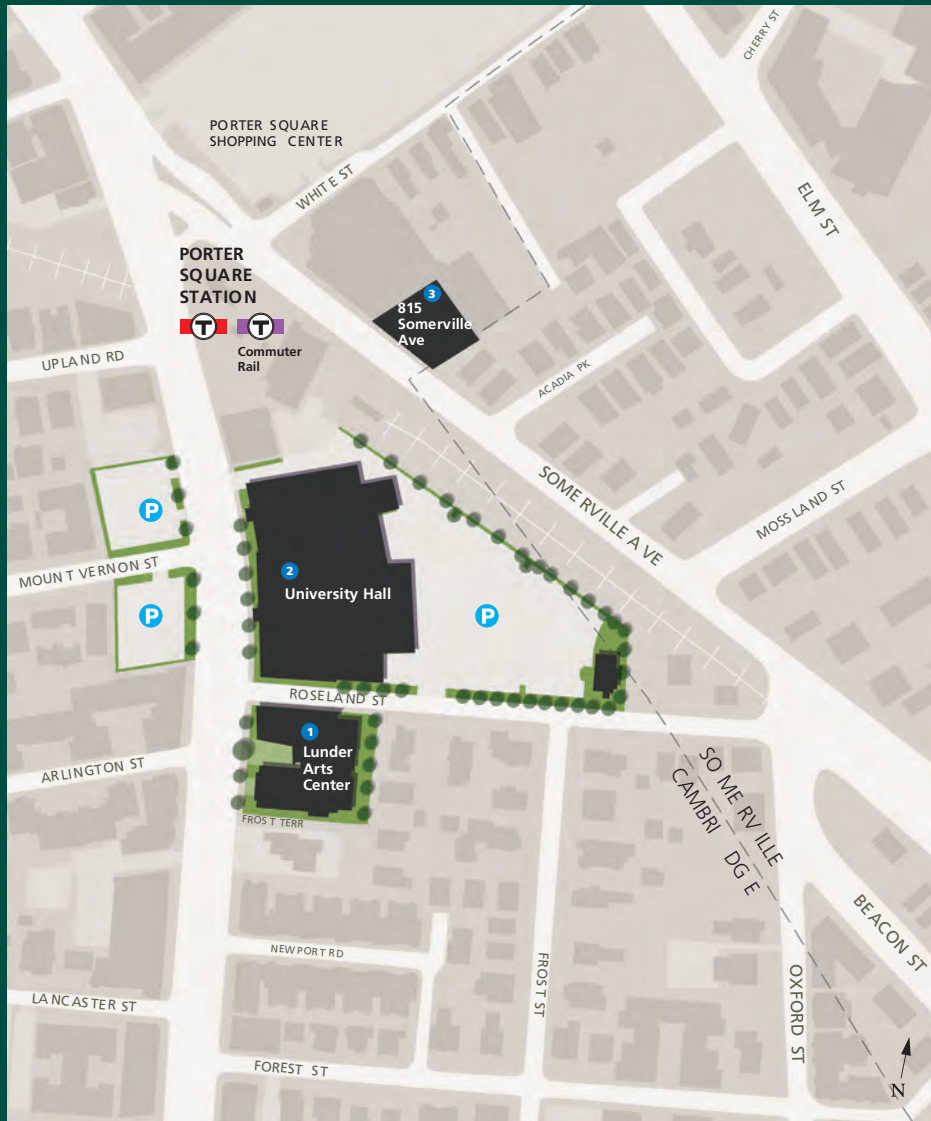 CHERRY ST
PORTER SQUARE
SHOPPING CENTER
WHITE ST
ELM ST
PORTER
SQUARE
STATION
T
T
Commuter
Rail
3
815
Somerville
Ave
UPLAND RD
ACADIA PK
SOMERVILLE AVE
MOSSLAND ST
P
MOUNT VERNON ST
2
University Hall
P
P
ROSELAND ST
1
Lunder
Arts
Center
ARLINGTON ST
FROST TERR
SOMERVILLE
CAMBRIDGE
BEACON ST
NEWPORT RD
FROST ST
OXFORD ST
LANCASTER ST
FOREST ST
N